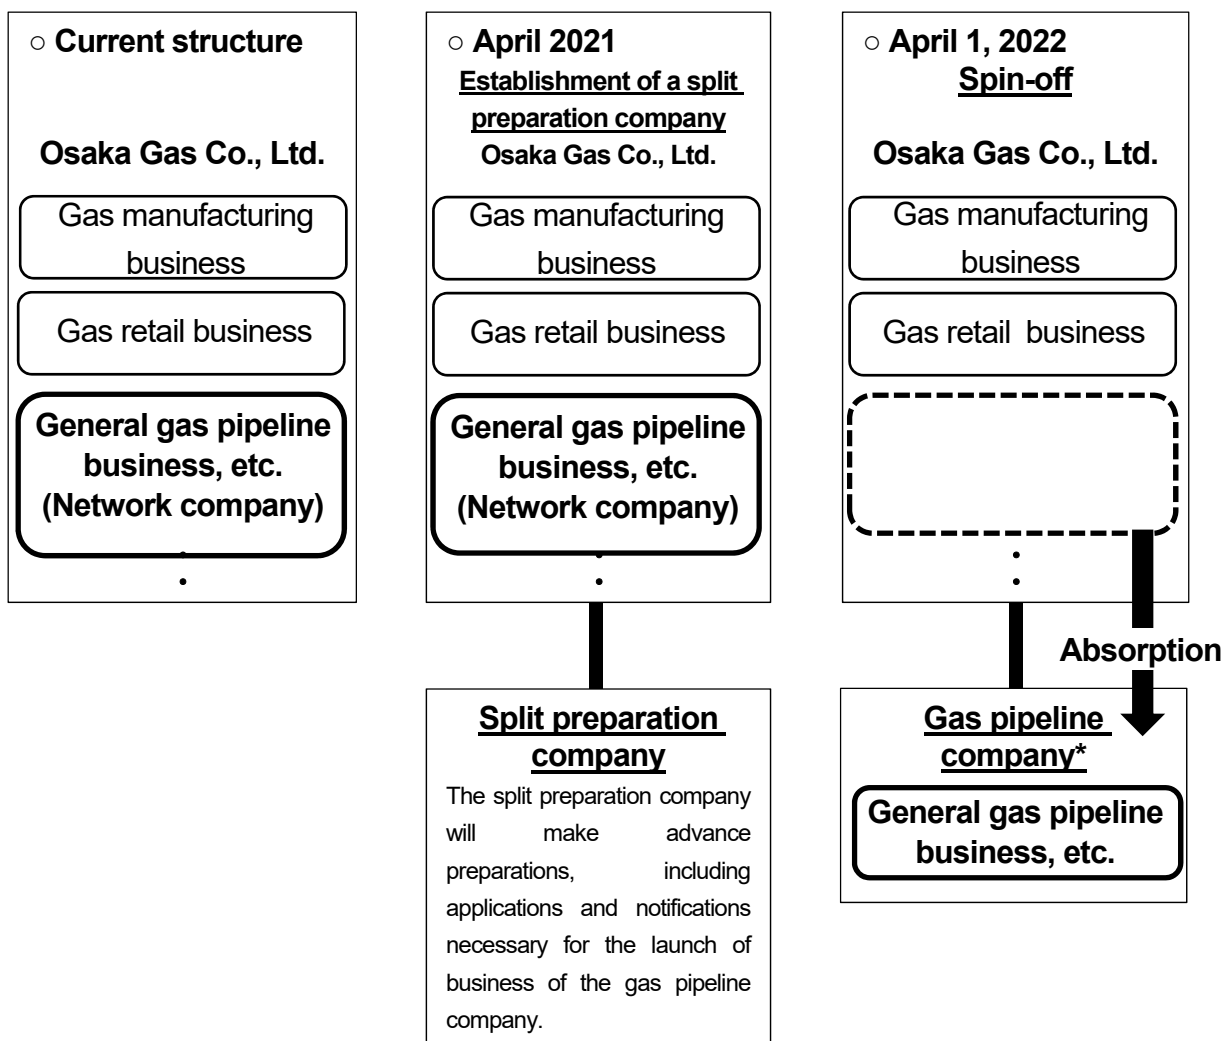 ○ Current structure
Osaka Gas Co., Ltd.
Gas manufacturing
business
Gas retail business
General gas pipeline
business, etc.
(Network company)
○ April 2021
Establishment of a split
preparation company
Osaka Gas Co., Ltd.
Gas manufacturing
business
Gas retail business
General gas pipeline
business, etc.
(Network company)
Split preparation
company
The split preparation company
will make advance
preparations, including
applications and notifications
necessary for the launch of
business of the gas pipeline
company.
○ April 1, 2022
Spin-off
Osaka Gas Co., Ltd.
Gas manufacturing
business
Gas retail business
Absorption
Gas pipeline
company*
General gas pipeline
business, etc.